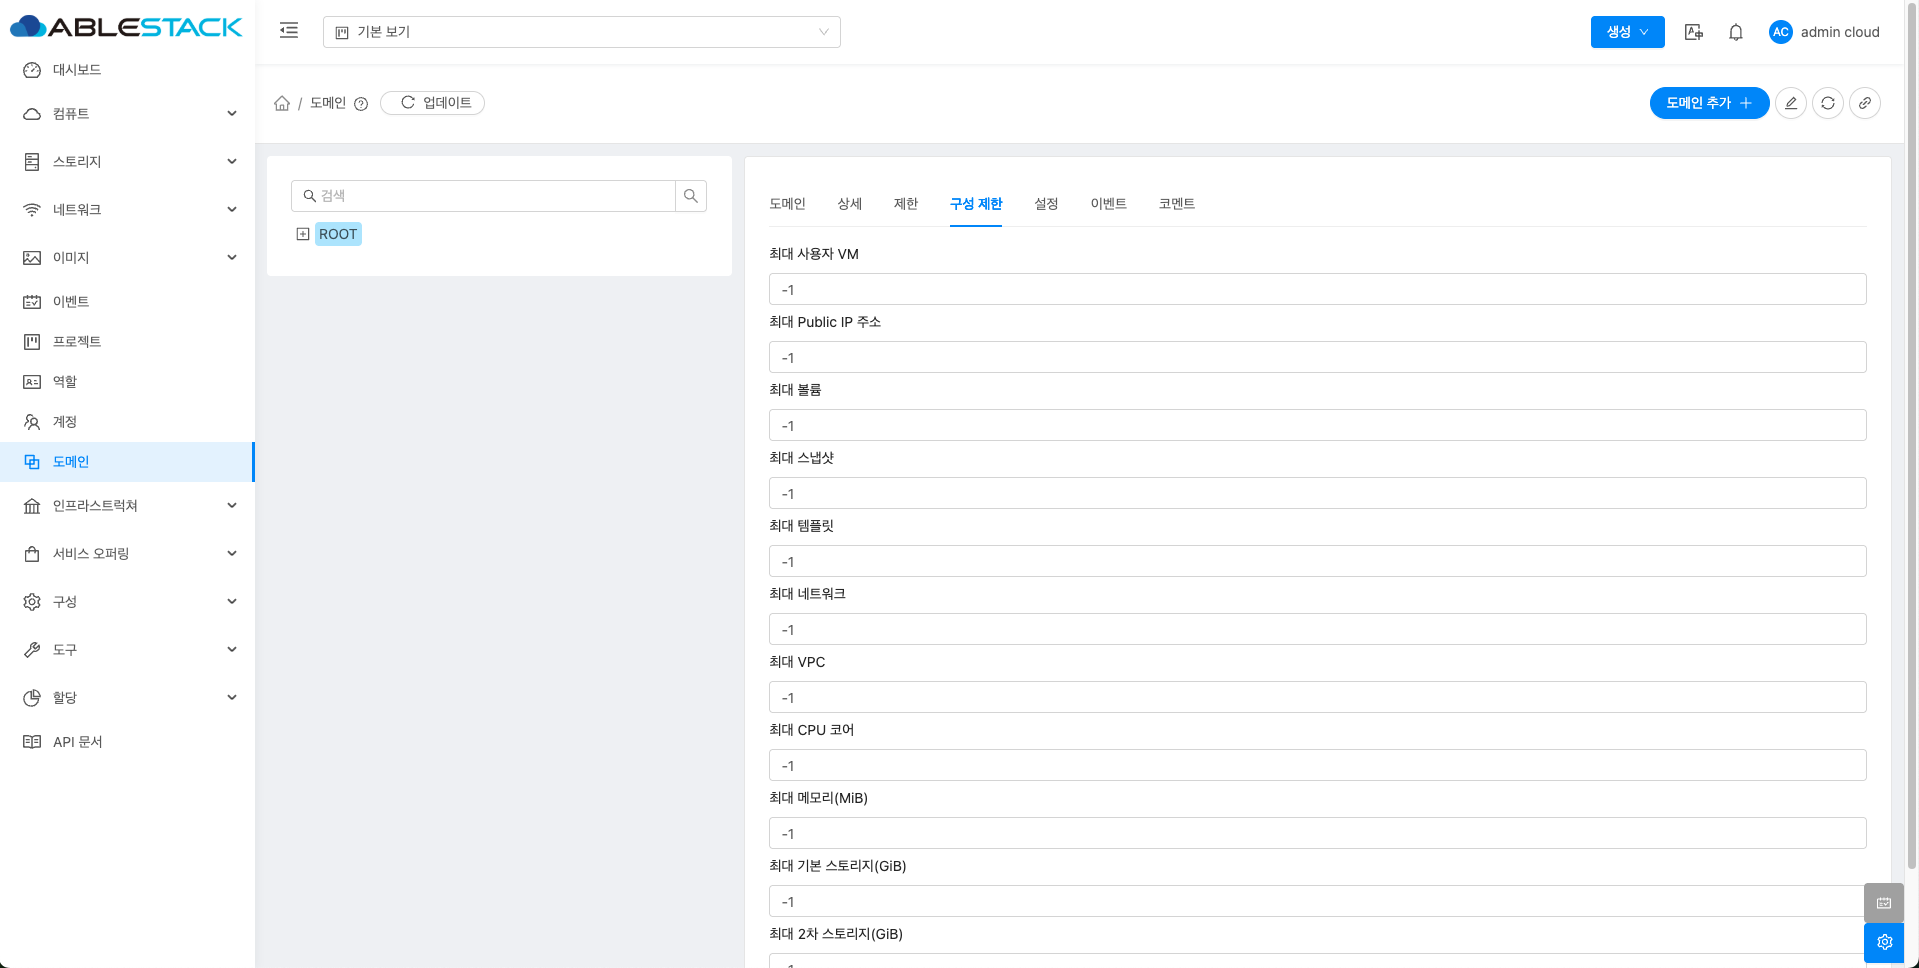 ABLESTACK
기본 보기
생성
AC
admin cloud
대시보드
컴퓨트
스토리지
네트워크
이미지
이벤트
프로젝트
역할
계정
도메인
인프라스트럭쳐
서비스 오퍼링
구성
도구
할당
API 문서
/ 도메인
업데이트
도메인 추가
검색
ROOT
도메인 상세 제한 구성 제한 설정 이벤트 코멘트
최대 사용자 VM
-1
최대 Public IP 주소
-1
최대 볼륨
-1
최대 스냅샷
-1
최대 템플릿
-1
최대 네트워크
-1
최대 VPC
-1
최대 CPU 코어
-1
최대 메모리(MiB)
-1
최대 기본 스토리지(GiB)
-1
최대 2차 스토리지(GiB)
-1